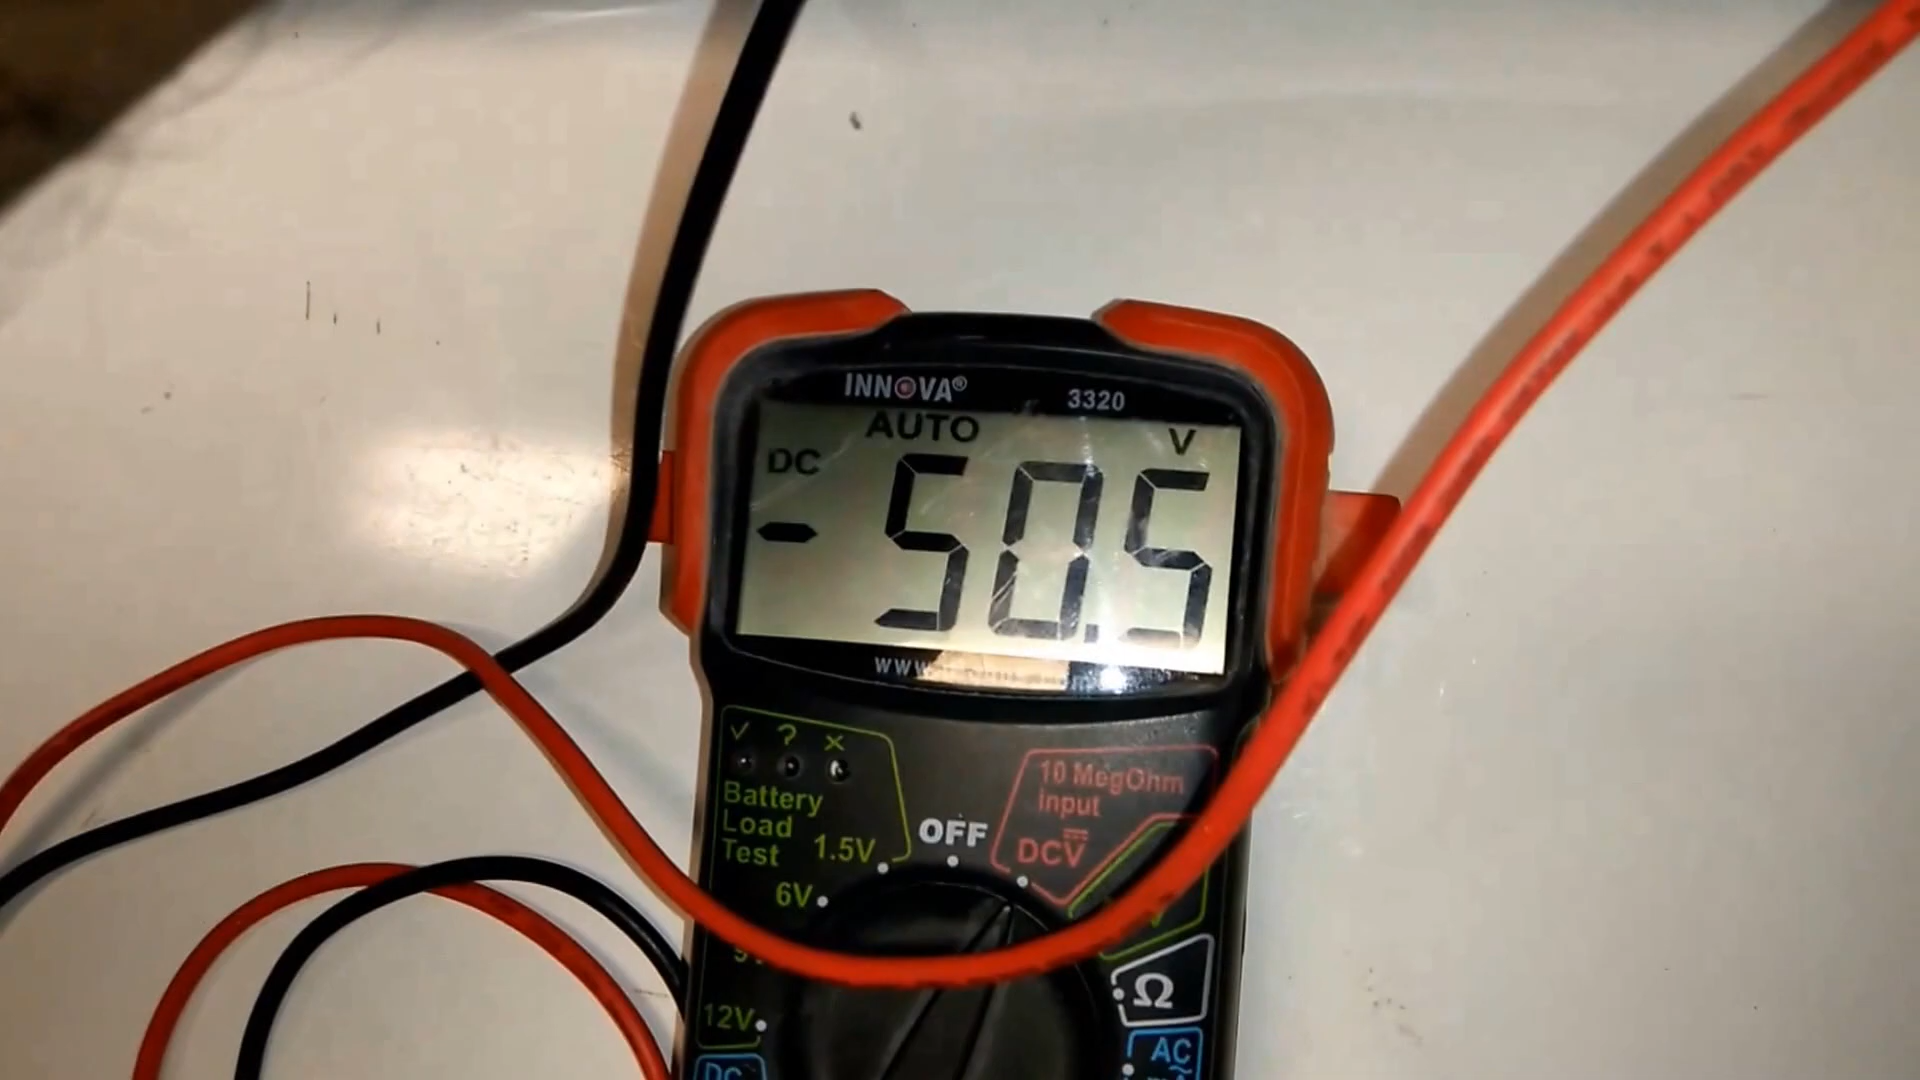 INNOVA® 3320
AUTO
DC V
-50.5
www
✓ ? ×
Battery
Load
Test 1.5V
OFF
10 MegOhm
input
DCV
6V
12V
Ω
AC
DC